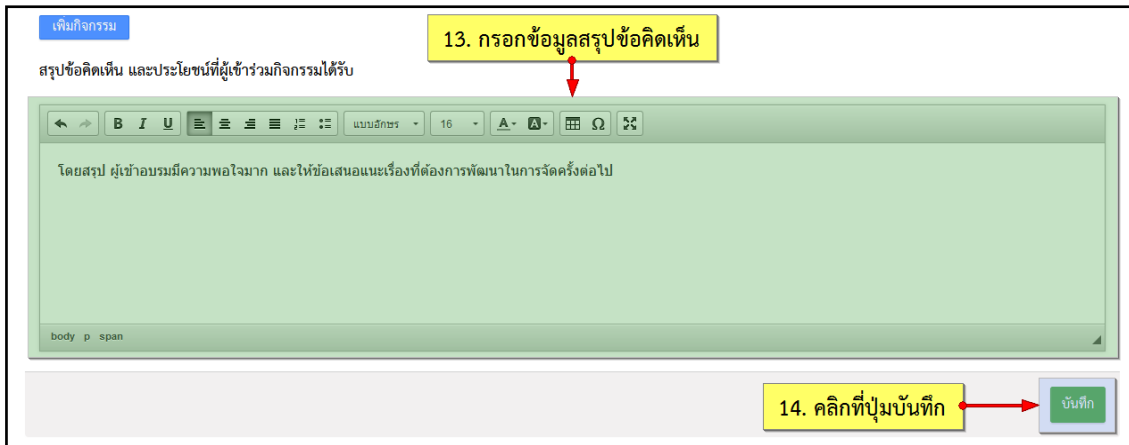 เพิ่มกิจกรรม
13. กรอกข้อมูลสรุปข้อคิดเห็น
สรุปข้อคิดเห็น และประโยชน์ที่ผู้เข้าร่วมกิจกรรมได้รับ
B I U แบบอักษร 16 A A Ω
โดยสรุป ผู้เข้าอบรมมีความพอใจมาก และให้ข้อเสนอแนะเรื่องที่ต้องการพัฒนาในการจัดครั้งต่อไป
body p span
14. คลิกที่ปุ่มบันทึก
บันทึก